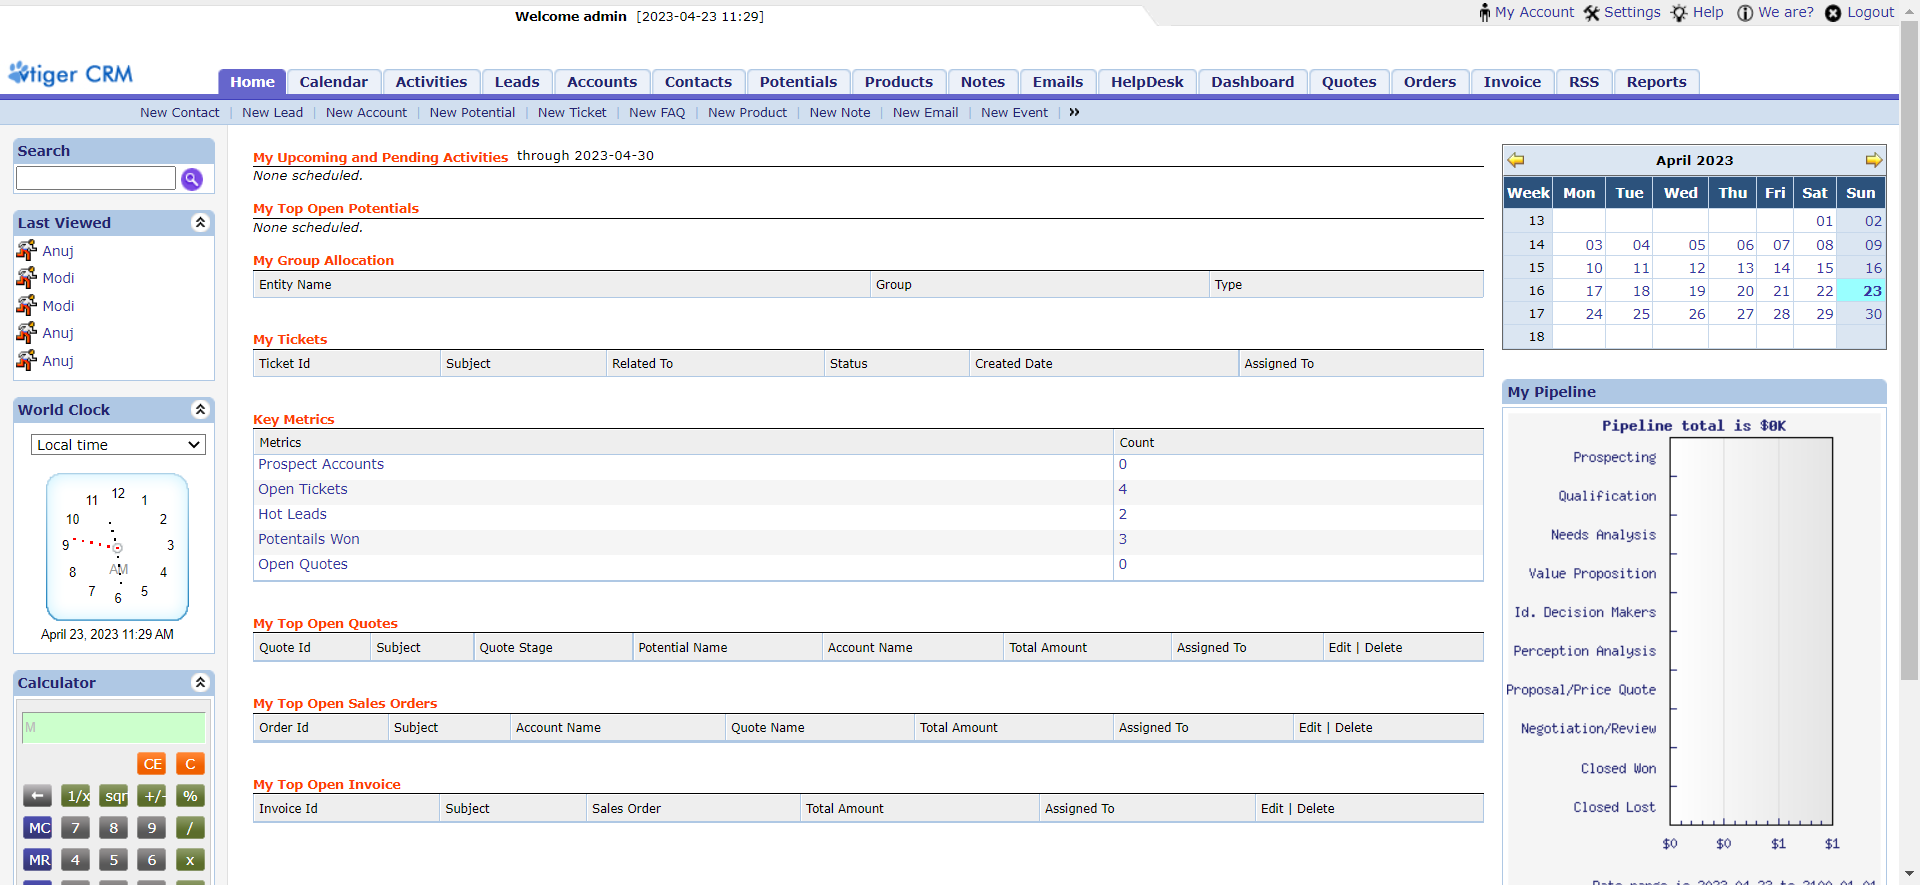 Welcome admin [2023-04-23 11:29]
My Account Settings Help We are? Logout
vtiger CRM
Home Calendar Activities Leads Accounts Contacts Potentials Products Notes Emails HelpDesk Dashboard Quotes Orders Invoice RSS Reports
New Contact | New Lead | New Account | New Potential | New Ticket | New FAQ | New Product | New Note | New Email | New Event | »
Search
Last Viewed
Anuj
Modi
Modi
Anuj
Anuj
World Clock
Local time
12
11 1
10 2
9 3
AM
8 4
7 5
6
April 23, 2023 11:29 AM
Calculator
M
CE C
← 1/x sqr +/- %
MC 7 8 9 /
MR 4 5 6 x
My Upcoming and Pending Activities through 2023-04-30
None scheduled.
My Top Open Potentials
None scheduled.
My Group Allocation
Entity Name Group Type
My Tickets
Ticket Id Subject Related To Status Created Date Assigned To
Key Metrics
Metrics Count
Prospect Accounts 0
Open Tickets 4
Hot Leads 2
Potentails Won 3
Open Quotes 0
My Top Open Quotes
Quote Id Subject Quote Stage Potential Name Account Name Total Amount Assigned To Edit | Delete
My Top Open Sales Orders
Order Id Subject Account Name Quote Name Total Amount Assigned To Edit | Delete
My Top Open Invoice
Invoice Id Subject Sales Order Total Amount Assigned To Edit | Delete
April 2023
Week Mon Tue Wed Thu Fri Sat Sun
13 01 02
14 03 04 05 06 07 08 09
15 10 11 12 13 14 15 16
16 17 18 19 20 21 22 23
17 24 25 26 27 28 29 30
18
My Pipeline
Pipeline total is $0K
Prospecting
Qualification
Needs Analysis
Value Proposition
Id. Decision Makers
Perception Analysis
Proposal/Price Quote
Negotiation/Review
Closed Won
Closed Lost
$0 $0 $1 $1
Date range is 2023-04-23 to 2100-01-01